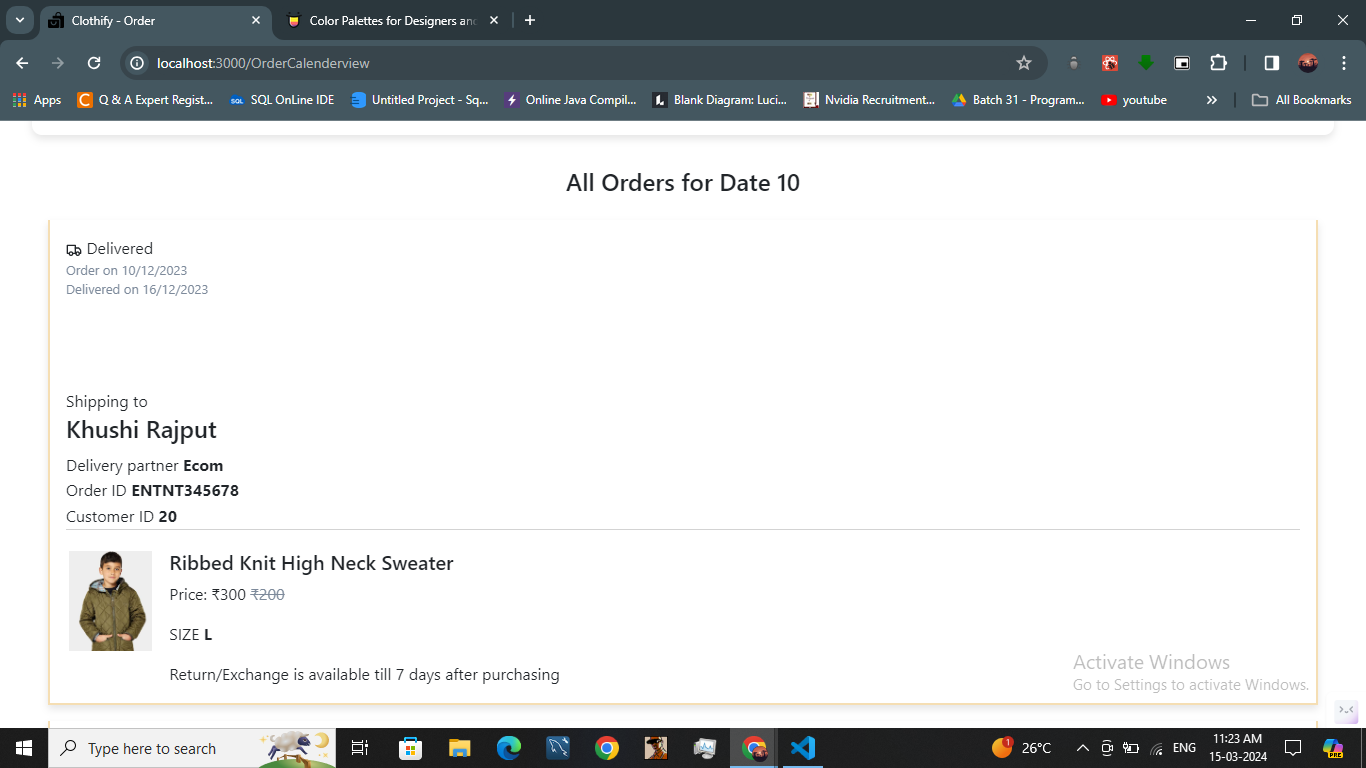 Clothify - Order
Color Palettes for Designers and
localhost:3000/OrderCalenderview
Apps
Q & A Expert Regist...
SQL OnLine IDE
Untitled Project - Sq...
Online Java Compil...
Blank Diagram: Luci...
Nvidia Recruitment...
Batch 31 - Program...
youtube
All Bookmarks
All Orders for Date 10
Delivered
Order on 10/12/2023
Delivered on 16/12/2023
Shipping to
Khushi Rajput
Delivery partner Ecom
Order ID ENTNT345678
Customer ID 20
Ribbed Knit High Neck Sweater
Price: ₹300 ₹200
SIZE L
Return/Exchange is available till 7 days after purchasing
Activate Windows
Go to Settings to activate Windows.
Type here to search
1
26°C
ENG
11:23 AM
15-03-2024
PRE